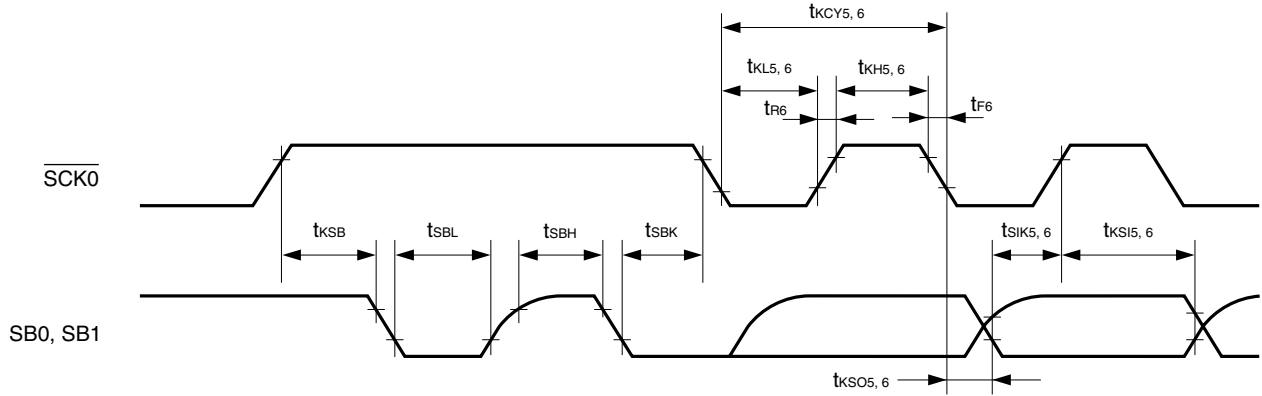 tKCY5, 6
tKL5, 6
tKH5, 6
tR6
tF6
SCK0
tKSB
tSBL
tSBH
tSBK
tSIK5, 6
tKSI5, 6
SB0, SB1
tKSO5, 6